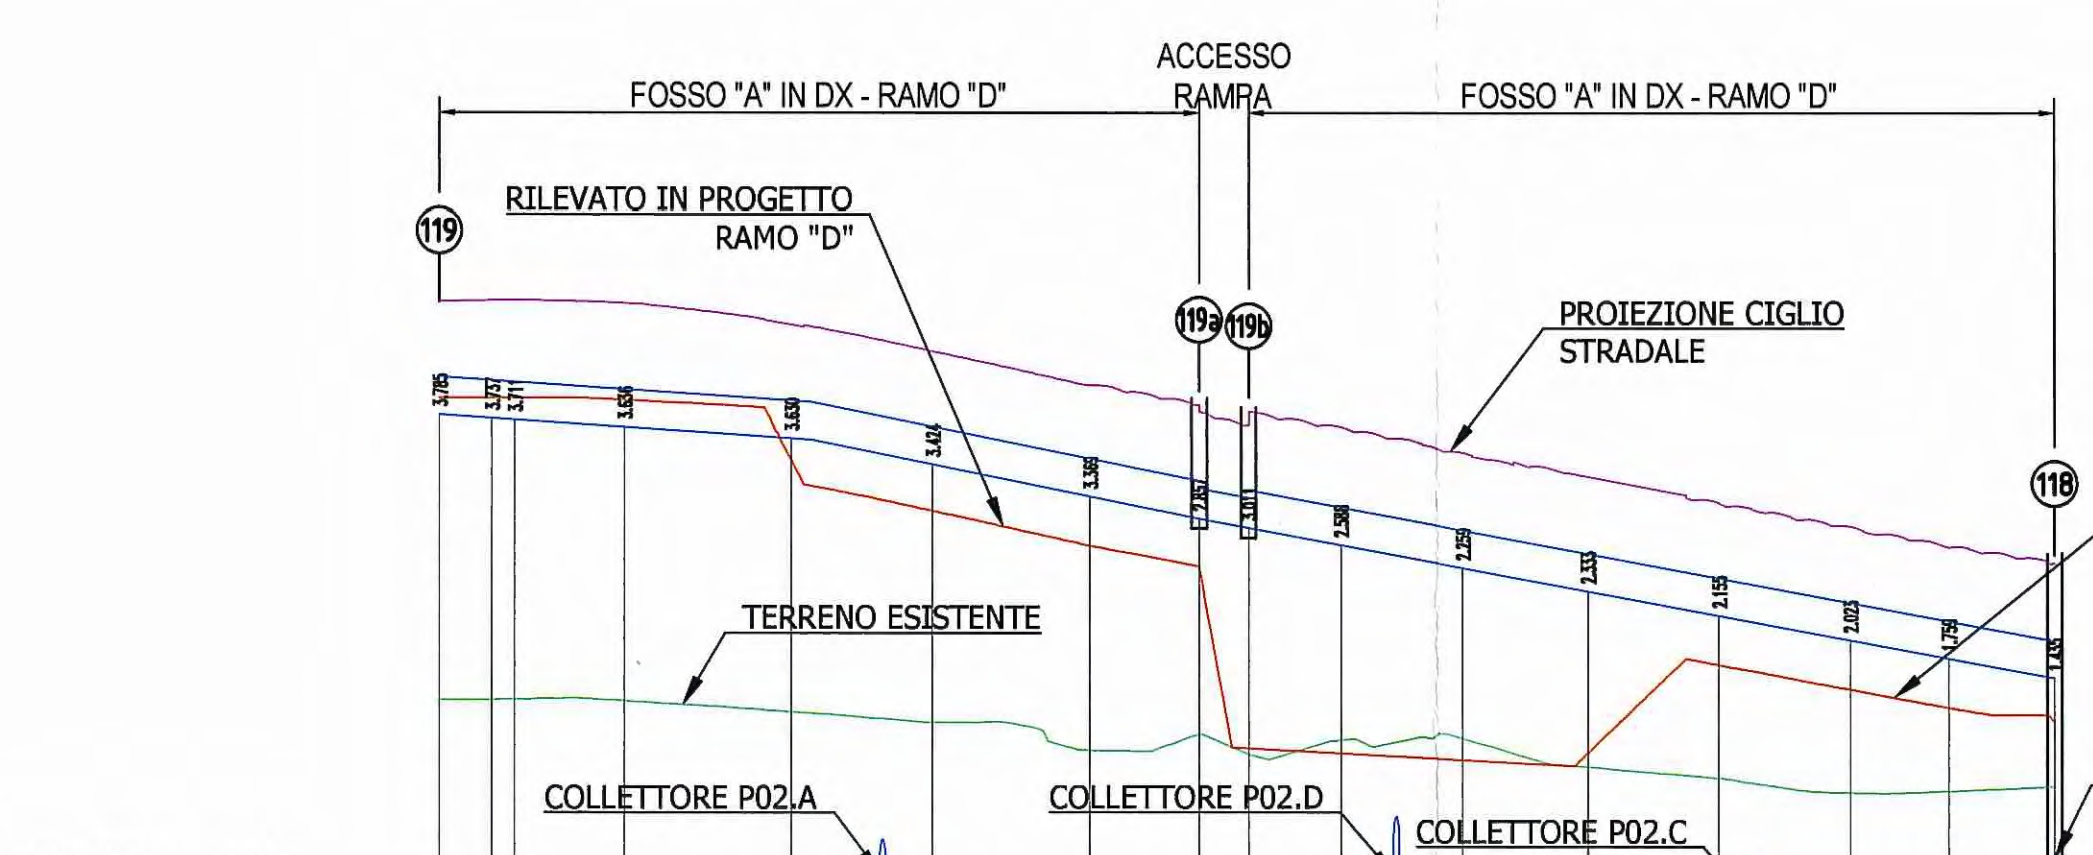 ACCESSO
RAMPA
FOSSO "A" IN DX - RAMO "D"
FOSSO "A" IN DX - RAMO "D"
RILEVATO IN PROGETTO
RAMO "D"
119
119a
119b
PROIEZIONE CIGLIO
STRADALE
118
3.785
3.737
3.711
3.636
3.630
3.424
3.369
2.857
3.011
2.588
2.259
2.333
2.155
2.023
1.759
1.435
TERRENO ESISTENTE
COLLETTORE P02.A
COLLETTORE P02.D
COLLETTORE P02.C